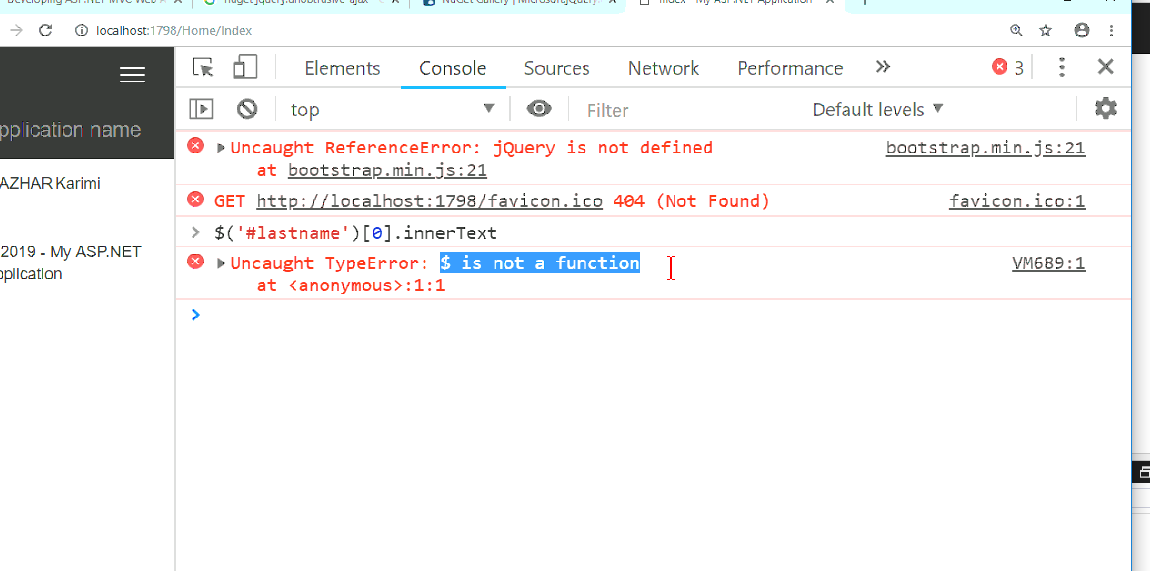 Developing ASP.NET MVC Web A
nuget jquery.unobtrusive-ajax
NuGet Gallery | Microsoft.jQuery.
Index - My ASP.NET Application
localhost:1798/Home/Index
Elements Console Sources Network Performance 3
top Filter Default levels
pplication name
AZHAR Karimi
2019 - My ASP.NET
pplication
Uncaught ReferenceError: jQuery is not defined bootstrap.min.js:21
at bootstrap.min.js:21
GET http://localhost:1798/favicon.ico 404 (Not Found) favicon.ico:1
> $('#lastname')[0].innerText
Uncaught TypeError: $ is not a function VM689:1
at <anonymous>:1:1
>